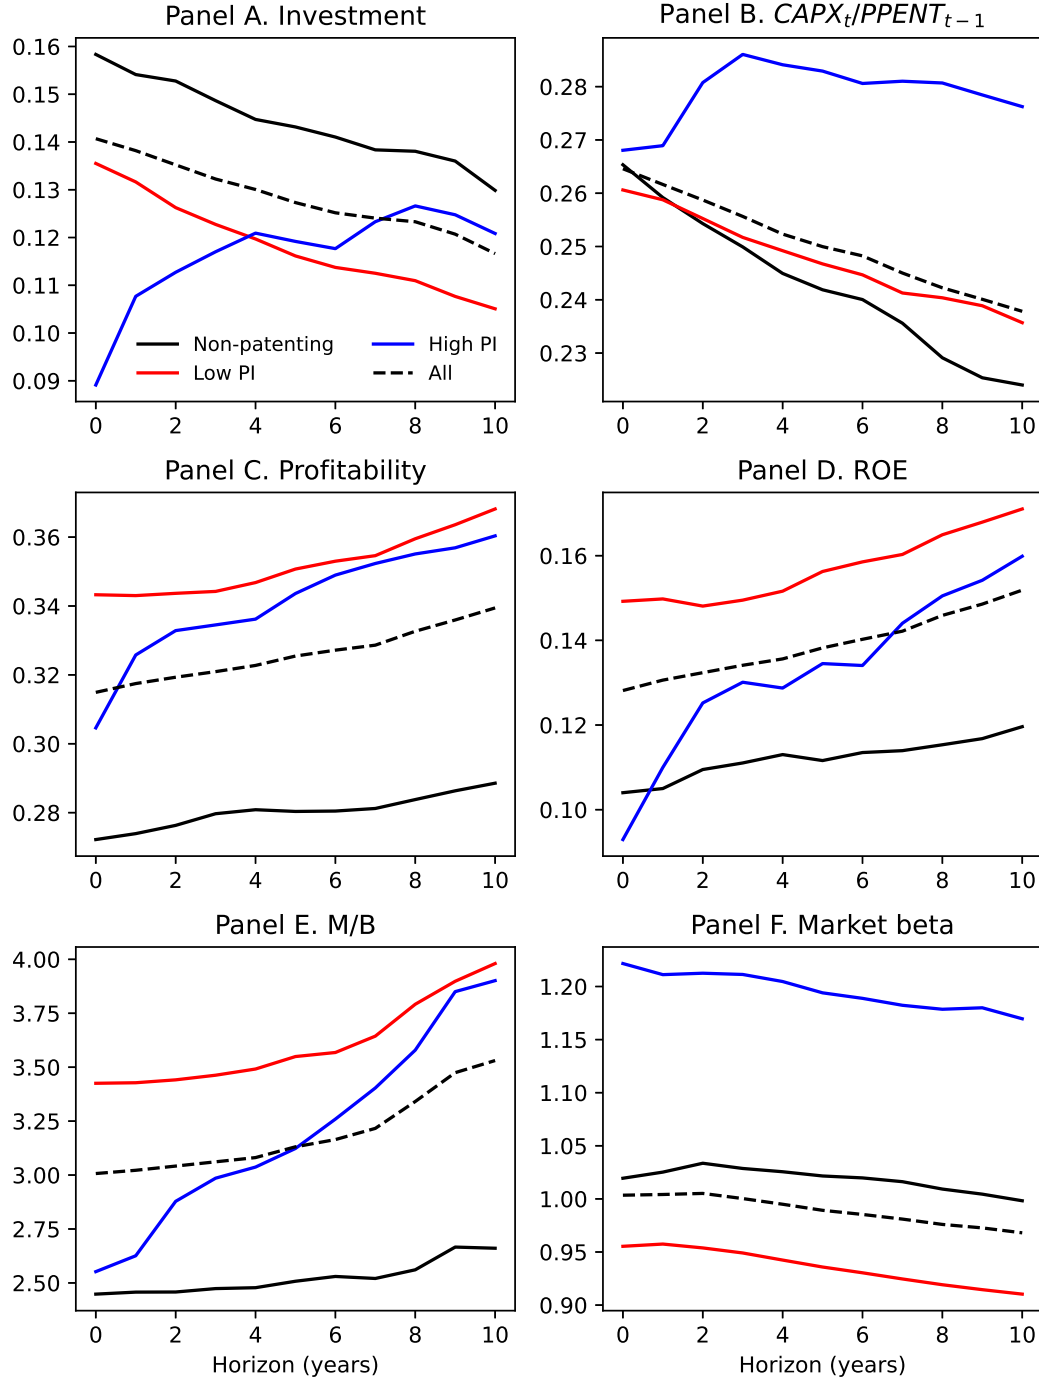 Panel A. Investment
0.16
0.15
0.14
0.13
0.12
0.11
0.10
0.09
Non-patenting
Low PI
High PI
All
0 2 4 6 8 10
Panel B. CAPX_t/PPENT_{t−1}
0.28
0.27
0.26
0.25
0.24
0.23
0 2 4 6 8 10
Panel C. Profitability
0.36
0.34
0.32
0.30
0.28
0 2 4 6 8 10
Panel D. ROE
0.16
0.14
0.12
0.10
0 2 4 6 8 10
Panel E. M/B
4.00
3.75
3.50
3.25
3.00
2.75
2.50
0 2 4 6 8 10
Horizon (years)
Panel F. Market beta
1.20
1.15
1.10
1.05
1.00
0.95
0.90
0 2 4 6 8 10
Horizon (years)